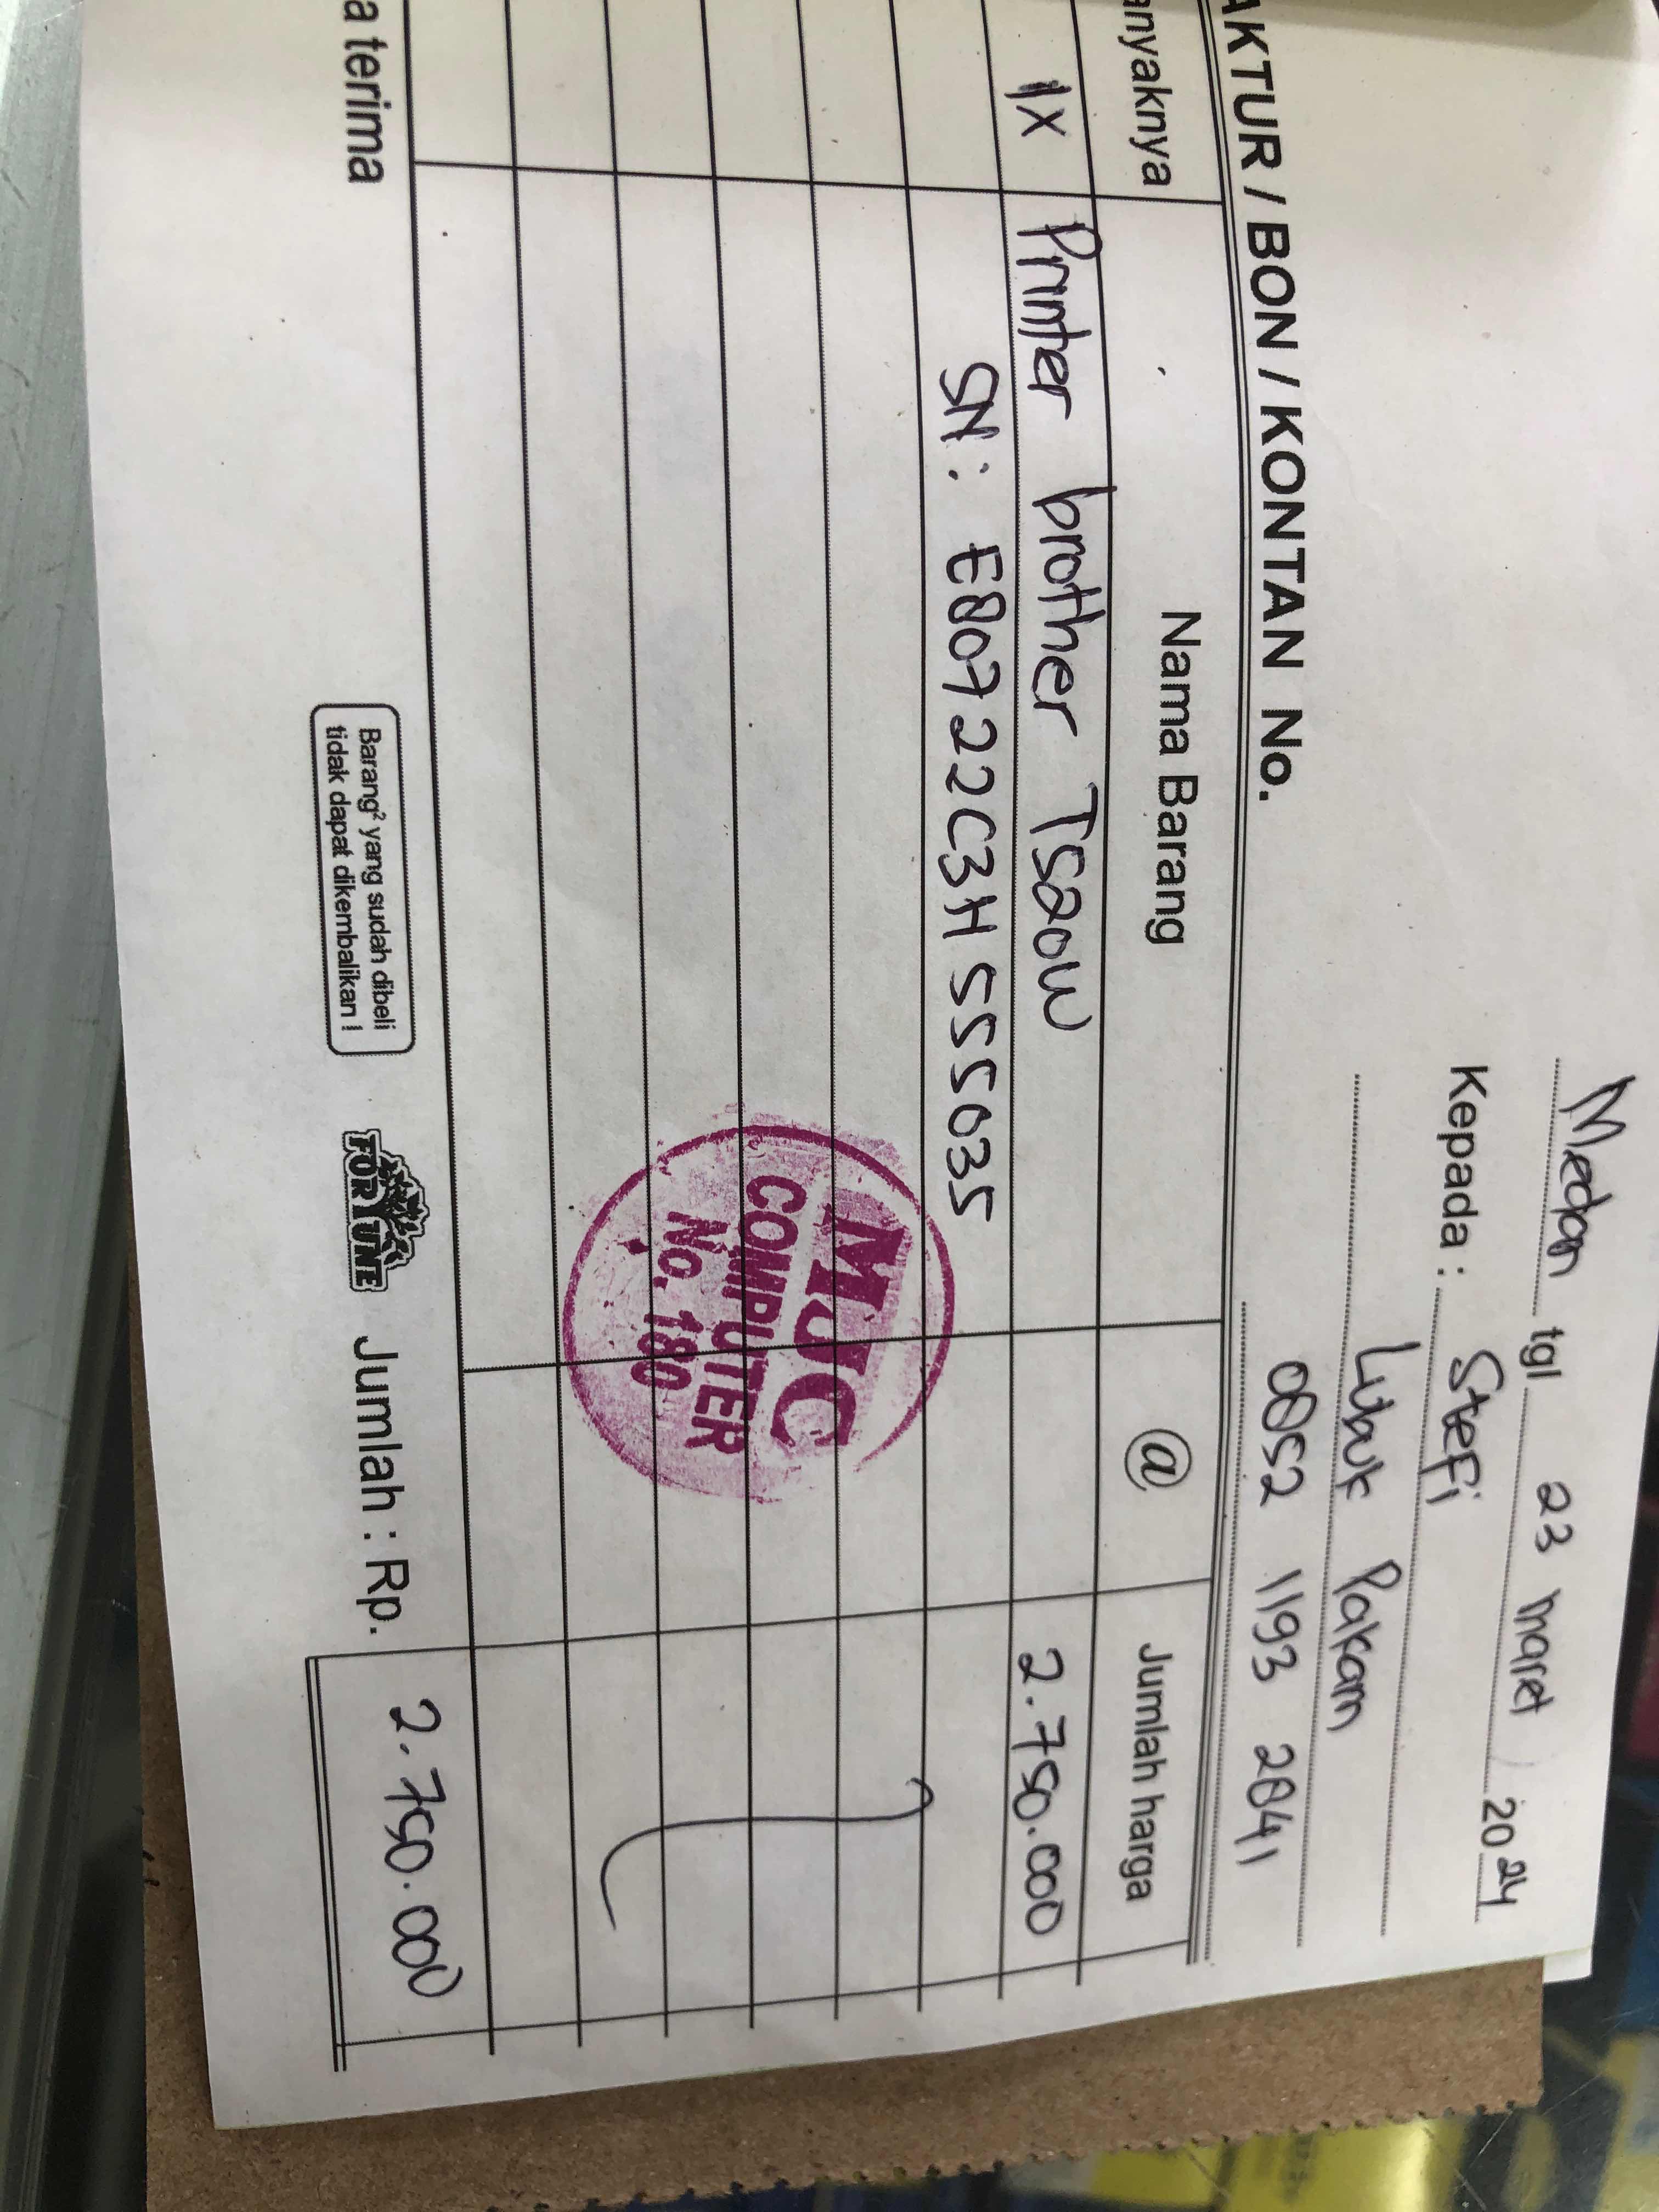 Medan tgl 23 maret 2024
Kepada : Stefi
Lubuk Pakam
0852 1193 2841
AKTUR / BON / KONTAN No.
anyaknya Nama Barang @ Jumlah harga
1x Printer brother T520W 2.750.000
SN: E80722C3H555035
MJC
COMPUTER
No. 180
a terima
Barang² yang sudah dibeli
tidak dapat dikembalikan !
FORTUNE
Jumlah : Rp. 2.750.000